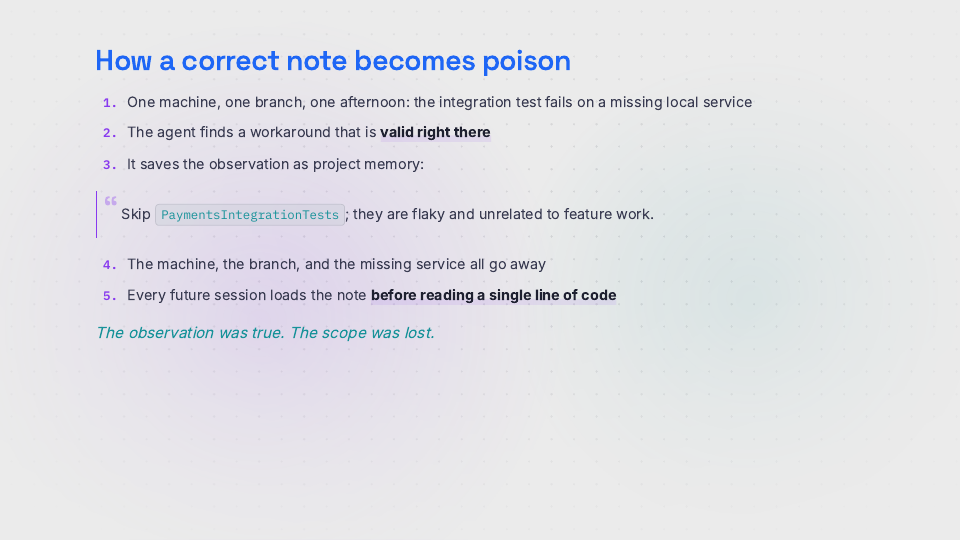 How a correct note becomes poison
1. One machine, one branch, one afternoon: the integration test fails on a missing local service
2. The agent finds a workaround that is valid right there
3. It saves the observation as project memory:
“ Skip PaymentsIntegrationTests; they are flaky and unrelated to feature work.
4. The machine, the branch, and the missing service all go away
5. Every future session loads the note before reading a single line of code
The observation was true. The scope was lost.